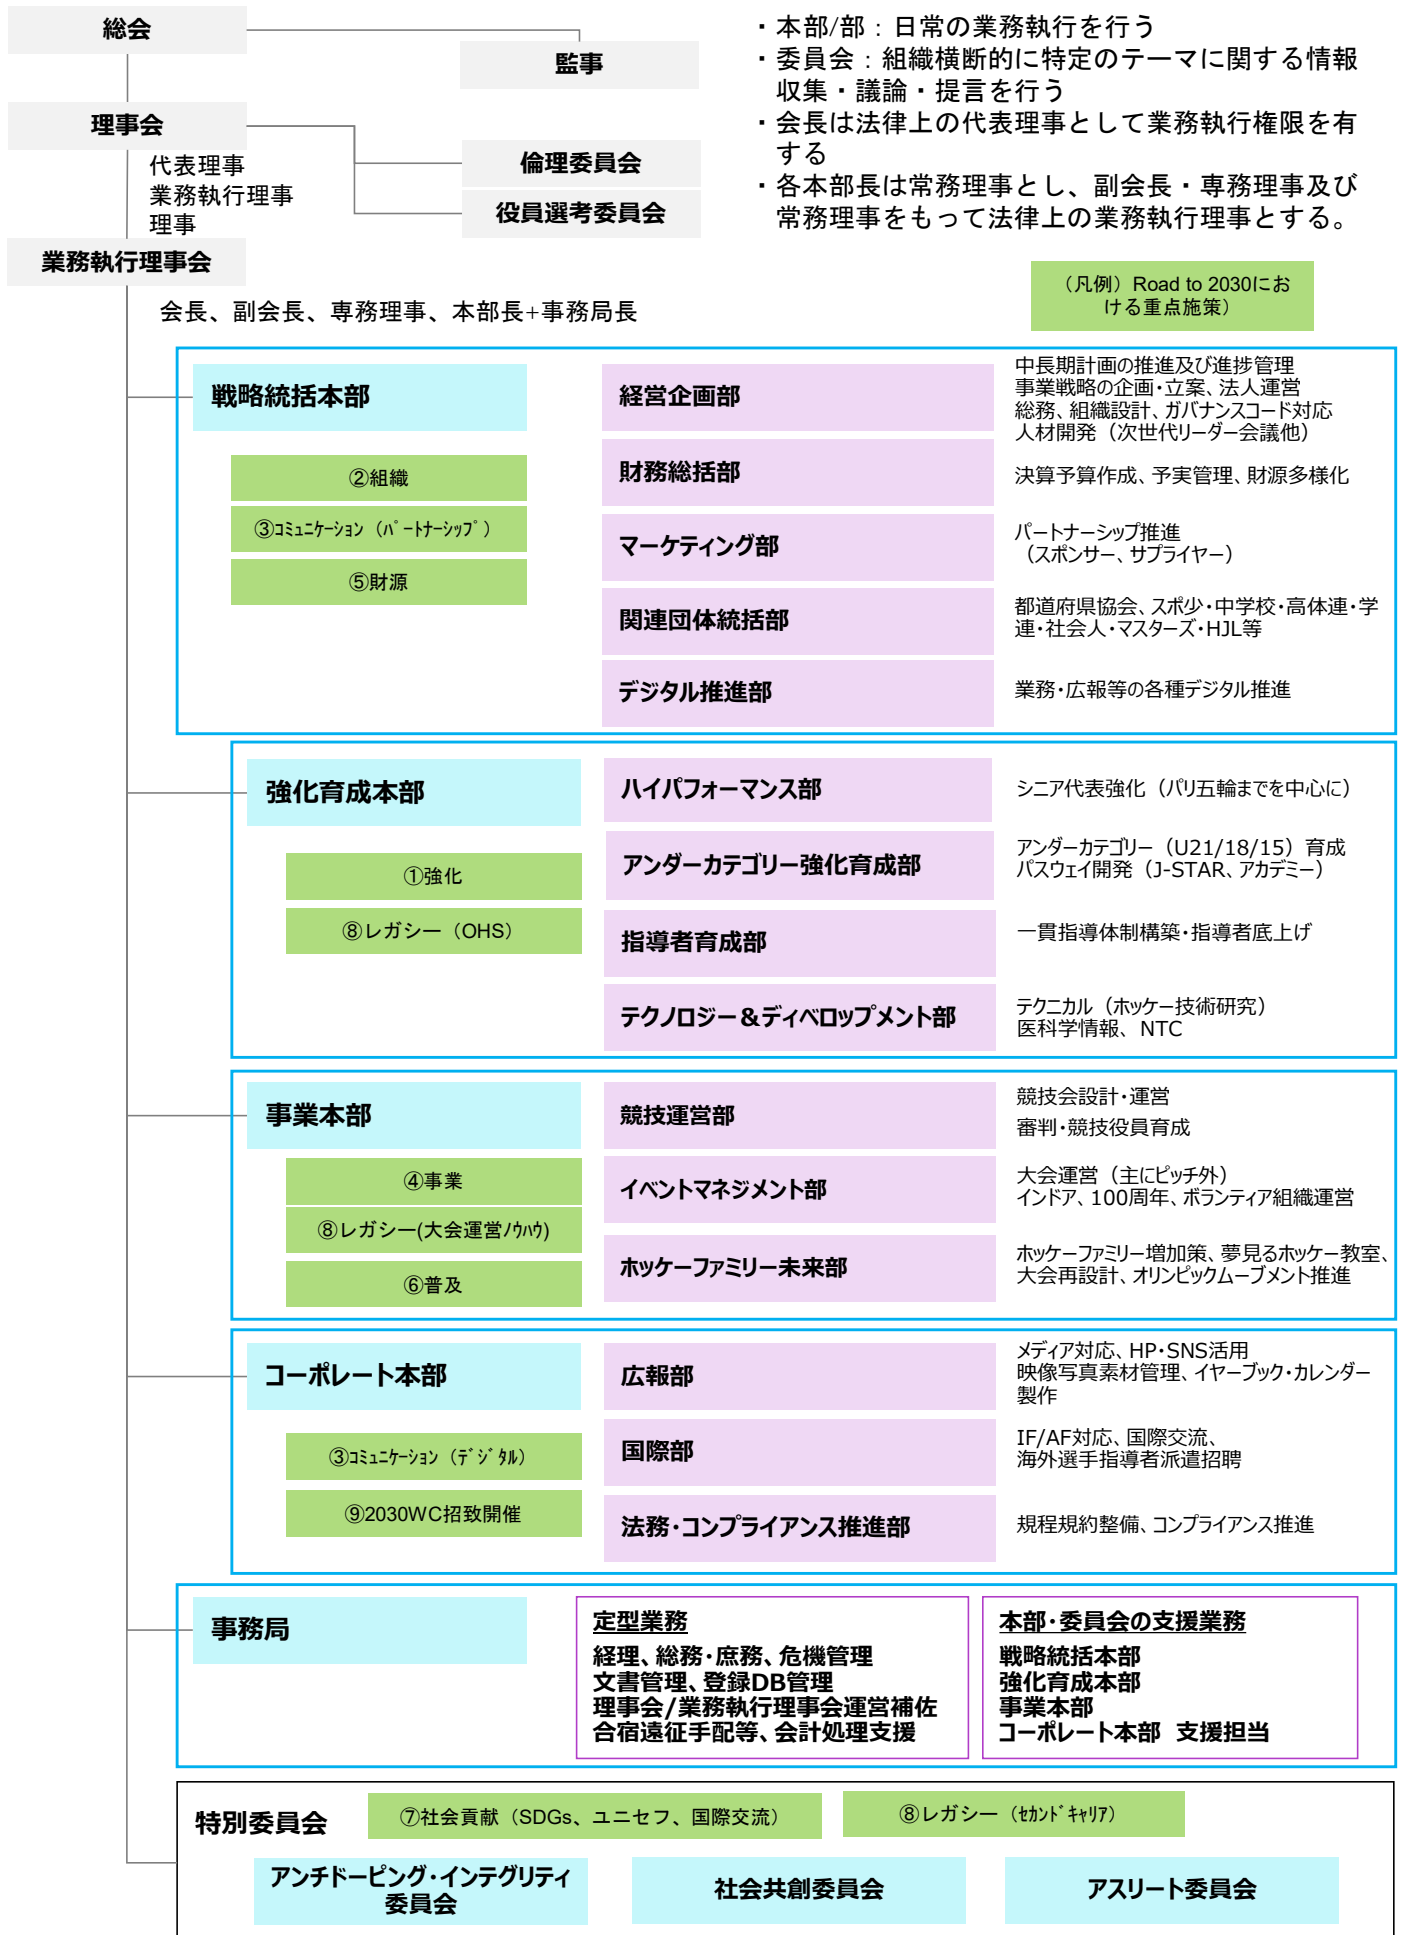 総会
監事
理事会
代表理事
業務執行理事
理事
倫理委員会
役員選考委員会
業務執行理事会
会長、副会長、専務理事、本部長+事務局長
・本部/部：日常の業務執行を行う
・委員会：組織横断的に特定のテーマに関する情報
収集・議論・提言を行う
・会長は法律上の代表理事として業務執行権限を有
する
・各本部長は常務理事とし、副会長・専務理事及び
常務理事をもって法律上の業務執行理事とする。
（凡例）Road to 2030にお
ける重点施策）
戦略統括本部
②組織
③ｺﾐｭﾆｹｰｼｮﾝ（ﾊﾟｰﾄﾅｰｼｯﾌﾟ）
⑤財源
経営企画部
中長期計画の推進及び進捗管理
事業戦略の企画・立案、法人運営
総務、組織設計、ガバナンスコード対応
人材開発（次世代リーダー会議他）
財務総括部
決算予算作成、予実管理、財源多様化
マーケティング部
パートナーシップ推進
（スポンサー、サプライヤー）
関連団体統括部
都道府県協会、スポ少・中学校・高体連・学
連・社会人・マスターズ・HJL等
デジタル推進部
業務・広報等の各種デジタル推進
強化育成本部
①強化
⑧レガシー（OHS）
ハイパフォーマンス部
シニア代表強化（パリ五輪までを中心に）
アンダーカテゴリー強化育成部
アンダーカテゴリー（U21/18/15）育成
パスウェイ開発（J-STAR、アカデミー）
指導者育成部
一貫指導体制構築・指導者底上げ
テクノロジー＆ディベロップメント部
テクニカル（ホッケー技術研究）
医科学情報、NTC
事業本部
④事業
⑧レガシー(大会運営ﾉｳﾊｳ)
⑥普及
競技運営部
競技会設計・運営
審判・競技役員育成
イベントマネジメント部
大会運営（主にピッチ外）
インドア、100周年、ボランティア組織運営
ホッケーファミリー未来部
ホッケーファミリー増加策、夢見るホッケー教室、
大会再設計、オリンピックムーブメント推進
コーポレート本部
③ｺﾐｭﾆｹｰｼｮﾝ（ﾃﾞｼﾞﾀﾙ）
⑨2030WC招致開催
広報部
メディア対応、HP・SNS活用
映像写真素材管理、イヤーブック・カレンダー
製作
国際部
IF/AF対応、国際交流、
海外選手指導者派遣招聘
法務・コンプライアンス推進部
規程規約整備、コンプライアンス推進
事務局
定型業務
経理、総務・庶務、危機管理
文書管理、登録DB管理
理事会/業務執行理事会運営補佐
合宿遠征手配等、会計処理支援
本部・委員会の支援業務
戦略統括本部
強化育成本部
事業本部
コーポレート本部 支援担当
特別委員会
⑦社会貢献（SDGs、ユニセフ、国際交流）
⑧レガシー（ｾｶﾝﾄﾞｷｬﾘｱ）
アンチドーピング・インテグリティ
委員会
社会共創委員会
アスリート委員会